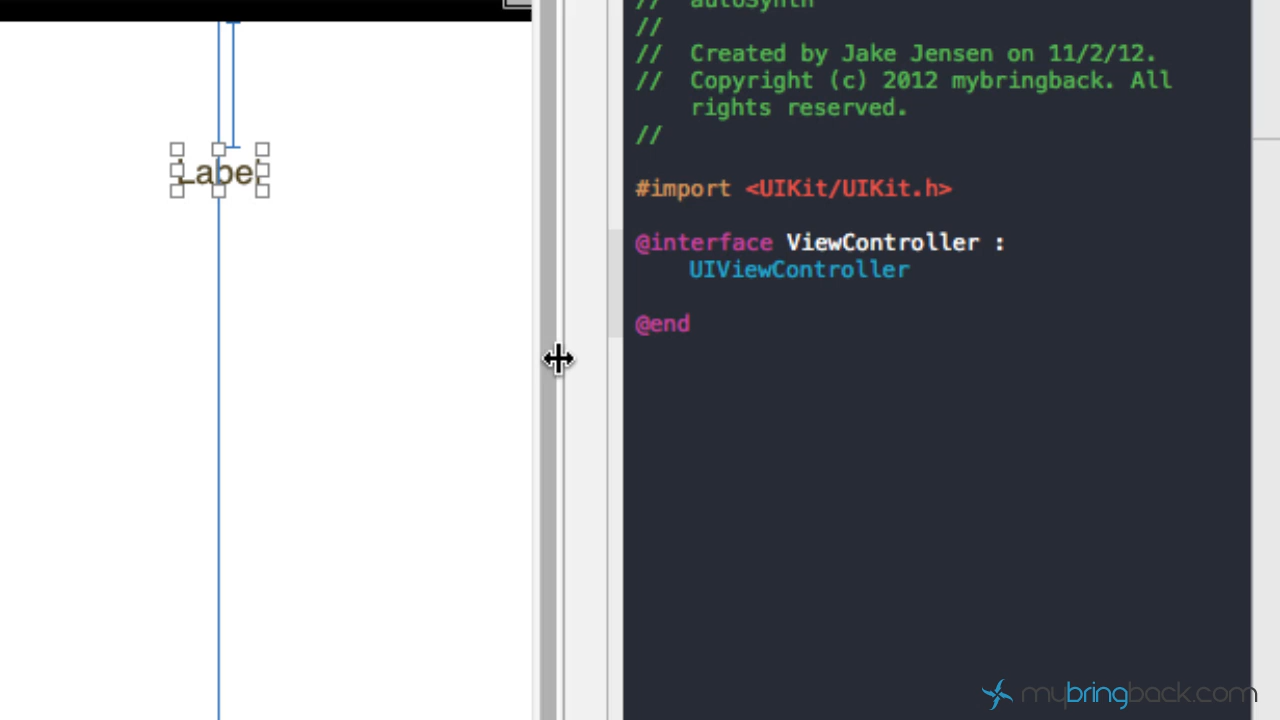 Label
// autoSynth
//
// Created by Jake Jensen on 11/2/12.
// Copyright (c) 2012 mybringback. All
rights reserved.
//
#import <UIKit/UIKit.h>
@interface ViewController :
UIViewController
@end
mybringback.com